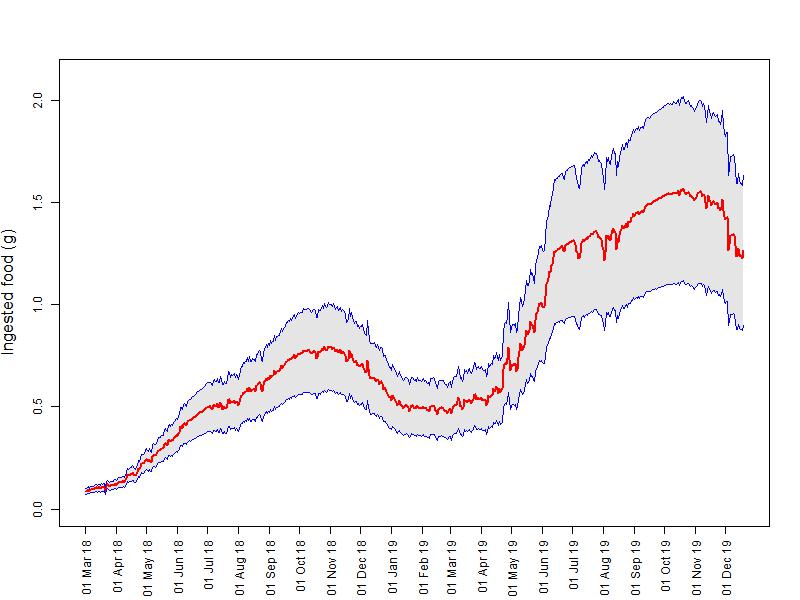 Ingested food (g)
2.0
1.5
1.0
0.5
0.0
01 Mar 18
01 Apr 18
01 May 18
01 Jun 18
01 Jul 18
01 Aug 18
01 Sep 18
01 Oct 18
01 Nov 18
01 Dec 18
01 Jan 19
01 Feb 19
01 Mar 19
01 Apr 19
01 May 19
01 Jun 19
01 Jul 19
01 Aug 19
01 Sep 19
01 Oct 19
01 Nov 19
01 Dec 19